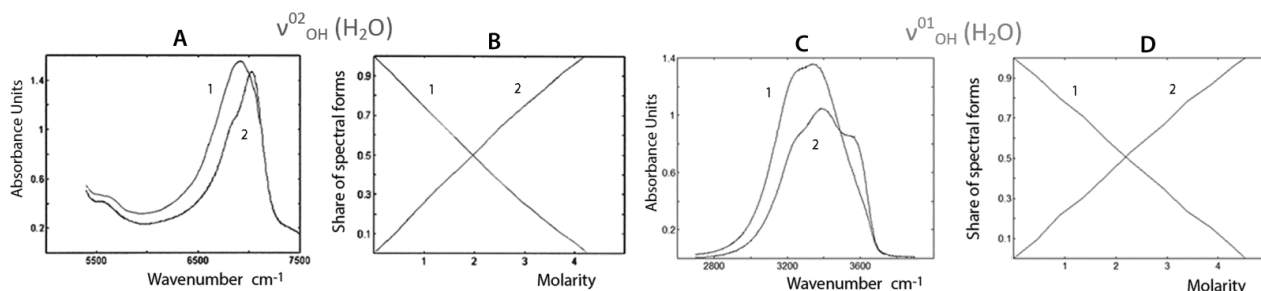 ν⁰²OH (H₂O)
A
Absorbance Units
1.4
1
0.6
0.2
1
2
5500 6500 7500
Wavenumber cm⁻¹
B
Share of spectral forms
0.9
0.7
0.5
0.3
0.1
1
2
1 2 3 4
Molarity
ν⁰¹OH (H₂O)
C
Absorbance Units
1.4
1
0.6
0.2
1
2
2800 3200 3600
Wavenumber cm⁻¹
D
Share of spectral forms
0.9
0.7
0.5
0.3
0.1
1
2
1 2 3 4
Molarity